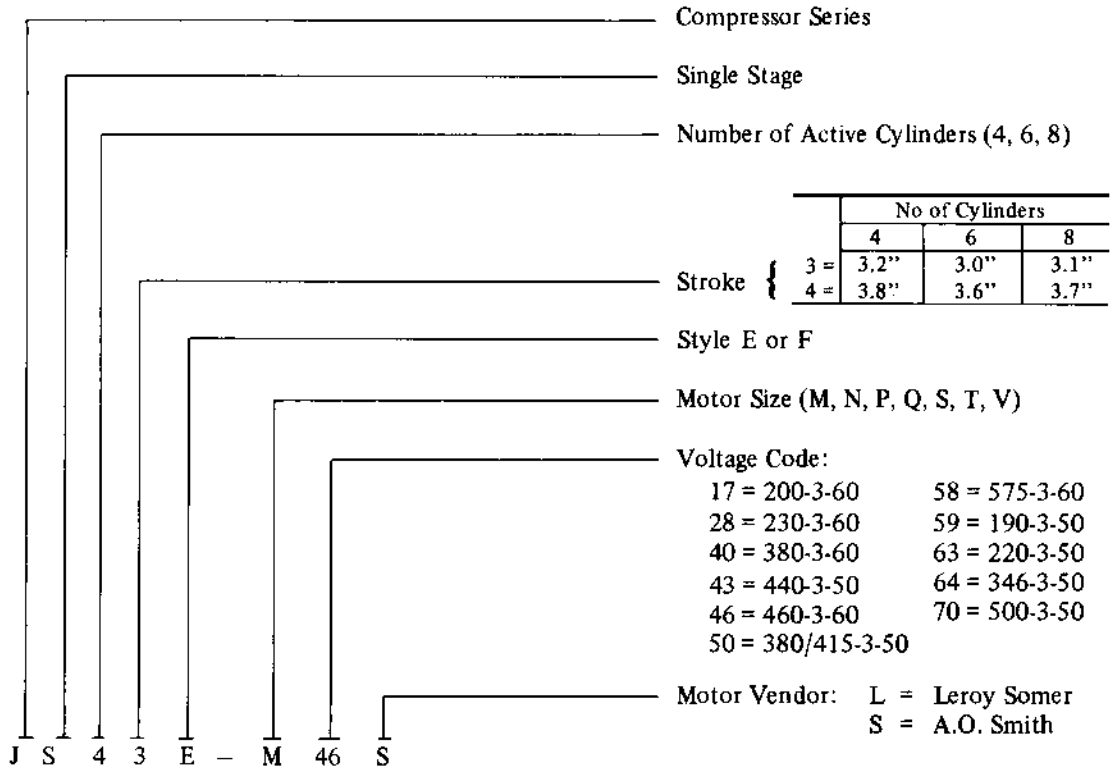 Compressor Series
Single Stage
Number of Active Cylinders (4, 6, 8)
No of Cylinders
4 6 8
Stroke { 3 = 3.2” 3.0” 3.1”
4 = 3.8” 3.6” 3.7”
Style E or F
Motor Size (M, N, P, Q, S, T, V)
Voltage Code:
17 = 200-3-60 58 = 575-3-60
28 = 230-3-60 59 = 190-3-50
40 = 380-3-60 63 = 220-3-50
43 = 440-3-50 64 = 346-3-50
46 = 460-3-60 70 = 500-3-50
50 = 380/415-3-50
Motor Vendor: L = Leroy Somer
S = A.O. Smith
J S 4 3 E – M 46 S